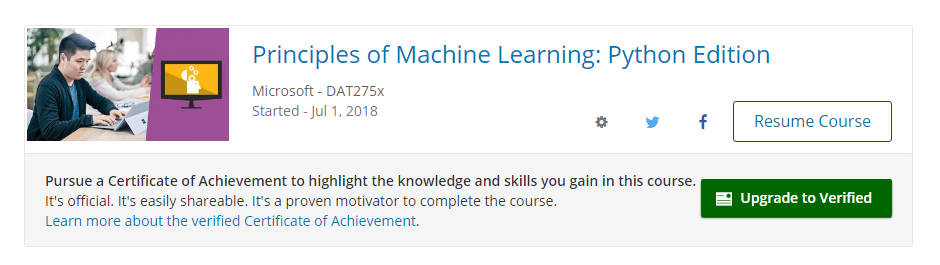 Principles of Machine Learning: Python Edition
Microsoft - DAT275x
Started - Jul 1, 2018
Resume Course
Pursue a Certificate of Achievement to highlight the knowledge and skills you gain in this course.
It's official. It's easily shareable. It's a proven motivator to complete the course.
Learn more about the verified Certificate of Achievement.
Upgrade to Verified